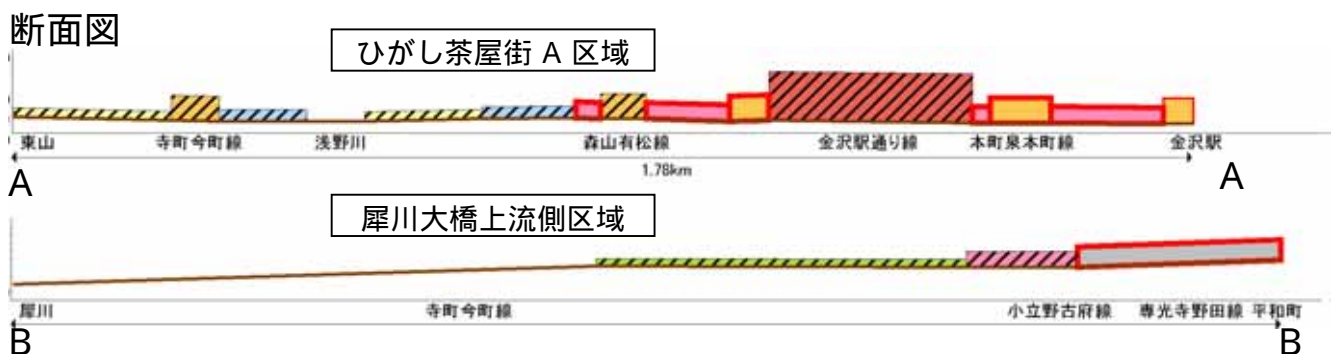 断面図
ひがし茶屋街 A 区域
東山 寺町今町線 浅野川 森山有松線 金沢駅通り線 本町泉本町線 金沢駅
1.78km
A A
犀川大橋上流側区域
犀川 寺町今町線 小立野古府線 専光寺野田線 平和町
B B